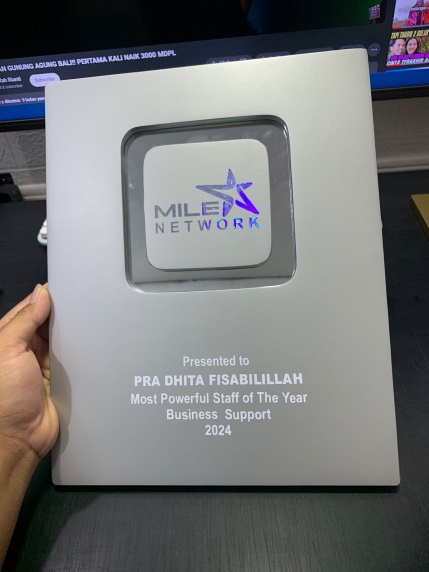 GUNUNG AGUNG BALI!! PERTAMA KALI NAIK 3000 MDPL
Subscribe
MILE
NETWORK
Presented to
PRA DHITA FISABILILLAH
Most Powerful Staff of The Year
Business Support
2024